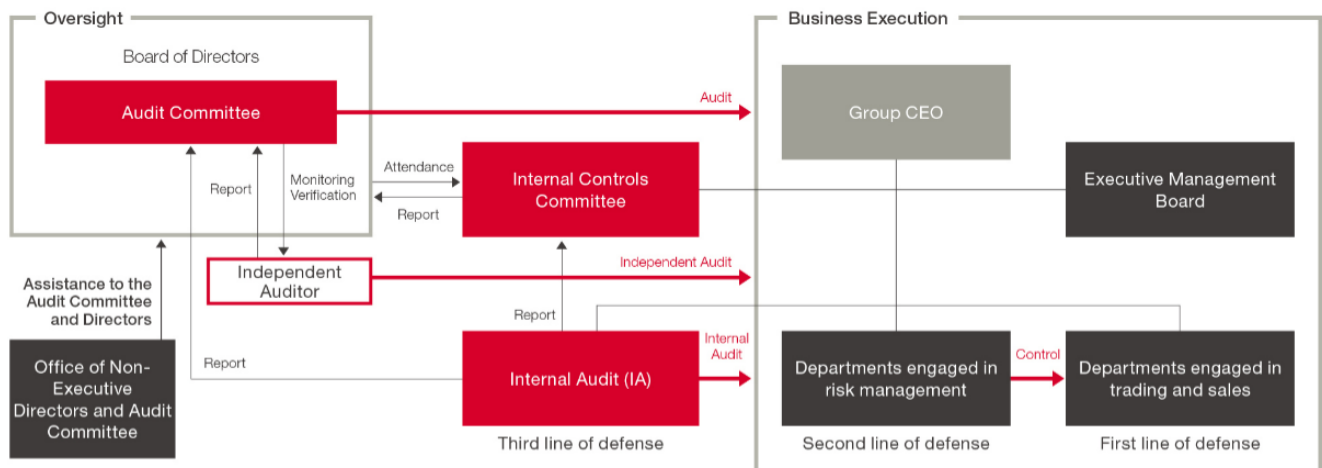 Oversight
Board of Directors
Audit Committee
Report
Monitoring
Verification
Attendance
Report
Independent
Auditor
Assistance to the
Audit Committee
and Directors
Office of Non-
Executive
Directors and Audit
Committee
Report
Audit
Internal Controls
Committee
Independent Audit
Report
Internal Audit (IA)
Third line of defense
Internal
Audit
Business Execution
Group CEO
Executive Management
Board
Departments engaged in
risk management
Second line of defense
Control
Departments engaged in
trading and sales
First line of defense